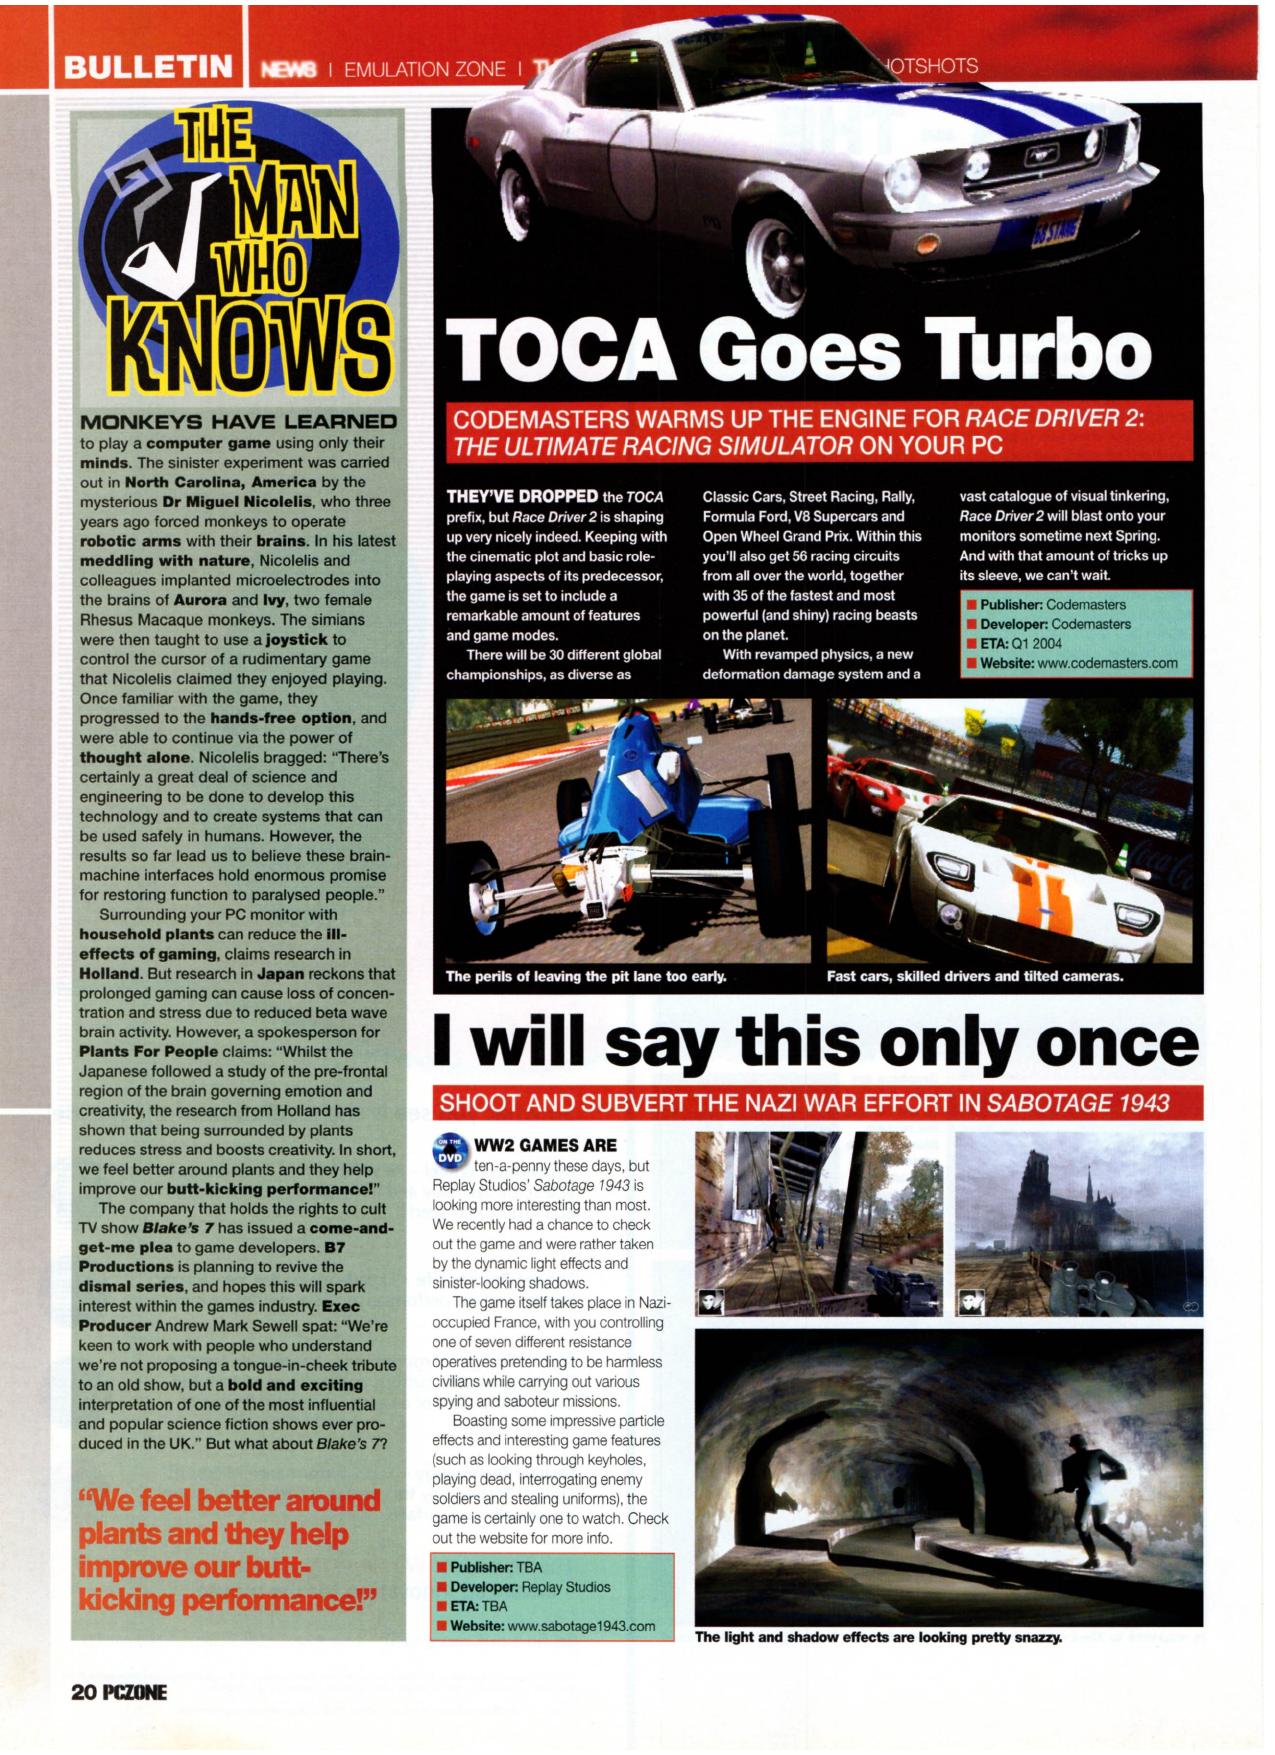 BULLETIN
NEWS | EMULATION ZONE |
HOTSHOTS
THE
MAN
WHO
KNOWS
MONKEYS HAVE LEARNED
to play a computer game using only their
minds. The sinister experiment was carried
out in North Carolina, America by the
mysterious Dr Miguel Nicolelis, who three
years ago forced monkeys to operate
robotic arms with their brains. In his latest
meddling with nature, Nicolelis and
colleagues implanted microelectrodes into
the brains of Aurora and Ivy, two female
Rhesus Macaque monkeys. The simians
were then taught to use a joystick to
control the cursor of a rudimentary game
that Nicolelis claimed they enjoyed playing.
Once familiar with the game, they
progressed to the hands-free option, and
were able to continue via the power of
thought alone. Nicolelis bragged: “There’s
certainly a great deal of science and
engineering to be done to develop this
technology and to create systems that can
be used safely in humans. However, the
results so far lead us to believe these brain-
machine interfaces hold enormous promise
for restoring function to paralysed people.”
Surrounding your PC monitor with
household plants can reduce the ill-
effects of gaming, claims research in
Holland. But research in Japan reckons that
prolonged gaming can cause loss of concen-
tration and stress due to reduced beta wave
brain activity. However, a spokesperson for
Plants For People claims: “Whilst the
Japanese followed a study of the pre-frontal
region of the brain governing emotion and
creativity, the research from Holland has
shown that being surrounded by plants
reduces stress and boosts creativity. In short,
we feel better around plants and they help
improve our butt-kicking performance!”
The company that holds the rights to cult
TV show Blake’s 7 has issued a come-and-
get-me plea to game developers. B7
Productions is planning to revive the
dismal series, and hopes this will spark
interest within the games industry. Exec
Producer Andrew Mark Sewell spat: “We’re
keen to work with people who understand
we’re not proposing a tongue-in-cheek tribute
to an old show, but a bold and exciting
interpretation of one of the most influential
and popular science fiction shows ever pro-
duced in the UK.” But what about Blake’s 7?
“We feel better around
plants and they help
improve our butt-
kicking performance!”
68 STANG
TOCA Goes Turbo
CODEMASTERS WARMS UP THE ENGINE FOR RACE DRIVER 2:
THE ULTIMATE RACING SIMULATOR ON YOUR PC
THEY’VE DROPPED the TOCA
prefix, but Race Driver 2 is shaping
up very nicely indeed. Keeping with
the cinematic plot and basic role-
playing aspects of its predecessor,
the game is set to include a
remarkable amount of features
and game modes.
There will be 30 different global
championships, as diverse as
Classic Cars, Street Racing, Rally,
Formula Ford, V8 Supercars and
Open Wheel Grand Prix. Within this
you’ll also get 56 racing circuits
from all over the world, together
with 35 of the fastest and most
powerful (and shiny) racing beasts
on the planet.
With revamped physics, a new
deformation damage system and a
vast catalogue of visual tinkering,
Race Driver 2 will blast onto your
monitors sometime next Spring.
And with that amount of tricks up
its sleeve, we can’t wait.
Publisher: Codemasters
Developer: Codemasters
ETA: Q1 2004
Website: www.codemasters.com
The perils of leaving the pit lane too early.
Fast cars, skilled drivers and tilted cameras.
I will say this only once
SHOOT AND SUBVERT THE NAZI WAR EFFORT IN SABOTAGE 1943
ON THE
DVD
WW2 GAMES ARE
ten-a-penny these days, but
Replay Studios’ Sabotage 1943 is
looking more interesting than most.
We recently had a chance to check
out the game and were rather taken
by the dynamic light effects and
sinister-looking shadows.
The game itself takes place in Nazi-
occupied France, with you controlling
one of seven different resistance
operatives pretending to be harmless
civilians while carrying out various
spying and saboteur missions.
Boasting some impressive particle
effects and interesting game features
(such as looking through keyholes,
playing dead, interrogating enemy
soldiers and stealing uniforms), the
game is certainly one to watch. Check
out the website for more info.
Publisher: TBA
Developer: Replay Studios
ETA: TBA
Website: www.sabotage1943.com
The light and shadow effects are looking pretty snazzy.
20 PCZONE